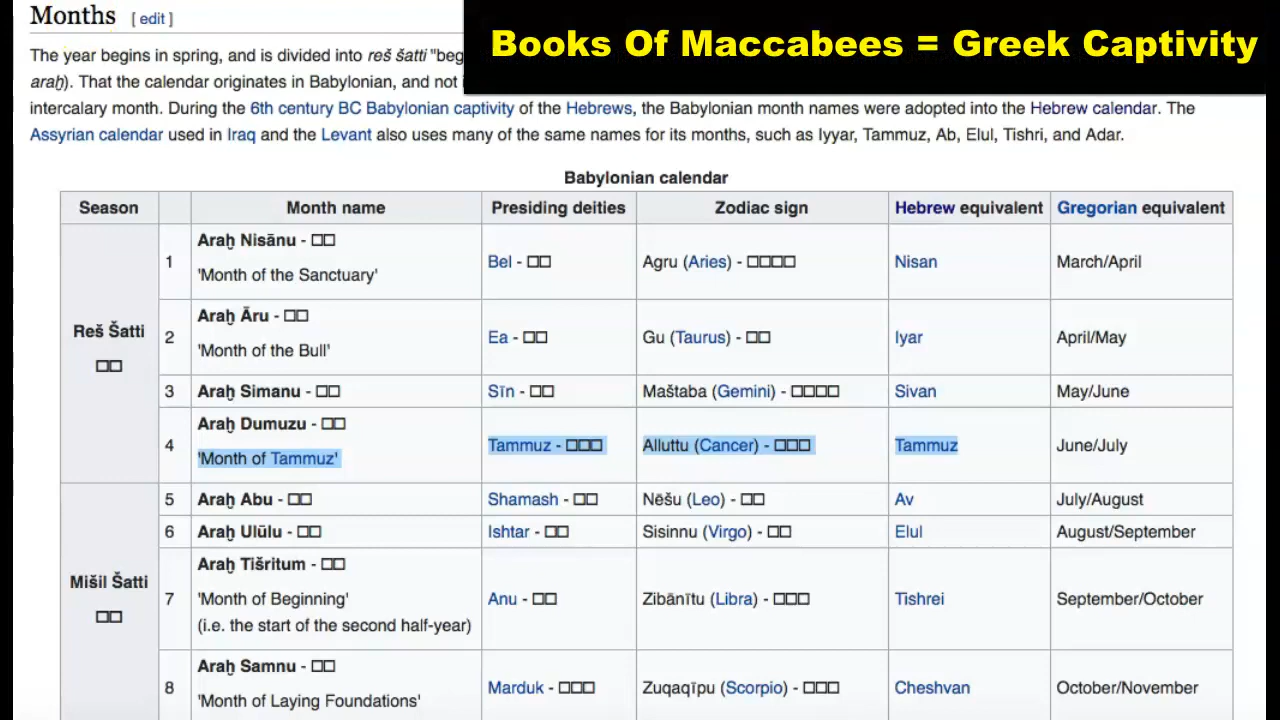 Months [ edit ]
Books Of Maccabees = Greek Captivity
The year begins in spring, and is divided into reš šatti "beg
araḫ). That the calendar originates in Babylonian, and not
intercalary month. During the 6th century BC Babylonian captivity of the Hebrews, the Babylonian month names were adopted into the Hebrew calendar. The
Assyrian calendar used in Iraq and the Levant also uses many of the same names for its months, such as Iyyar, Tammuz, Ab, Elul, Tishri, and Adar.
Babylonian calendar
Season Month name Presiding deities Zodiac sign Hebrew equivalent Gregorian equivalent
Reš Šatti
1 Araḫ Nisānu - □□
'Month of the Sanctuary' Bel - □□ Agru (Aries) - □□□□ Nisan March/April
2 Araḫ Āru - □□
'Month of the Bull' Ea - □□ Gu (Taurus) - □□ Iyar April/May
3 Araḫ Simanu - □□ Sīn - □□ Maštaba (Gemini) - □□□□ Sivan May/June
4 Araḫ Dumuzu - □□
'Month of Tammuz' Tammuz - □□□ Alluttu (Cancer) - □□□ Tammuz June/July
Mišil Šatti
5 Araḫ Abu - □□ Shamash - □□ Nēšu (Leo) - □□ Av July/August
6 Araḫ Ulūlu - □□ Ishtar - □□ Sisinnu (Virgo) - □□ Elul August/September
7 Araḫ Tišritum - □□
'Month of Beginning'
(i.e. the start of the second half-year) Anu - □□ Zibānītu (Libra) - □□□ Tishrei September/October
8 Araḫ Samnu - □□
'Month of Laying Foundations' Marduk - □□□ Zuqaqīpu (Scorpio) - □□□ Cheshvan October/November